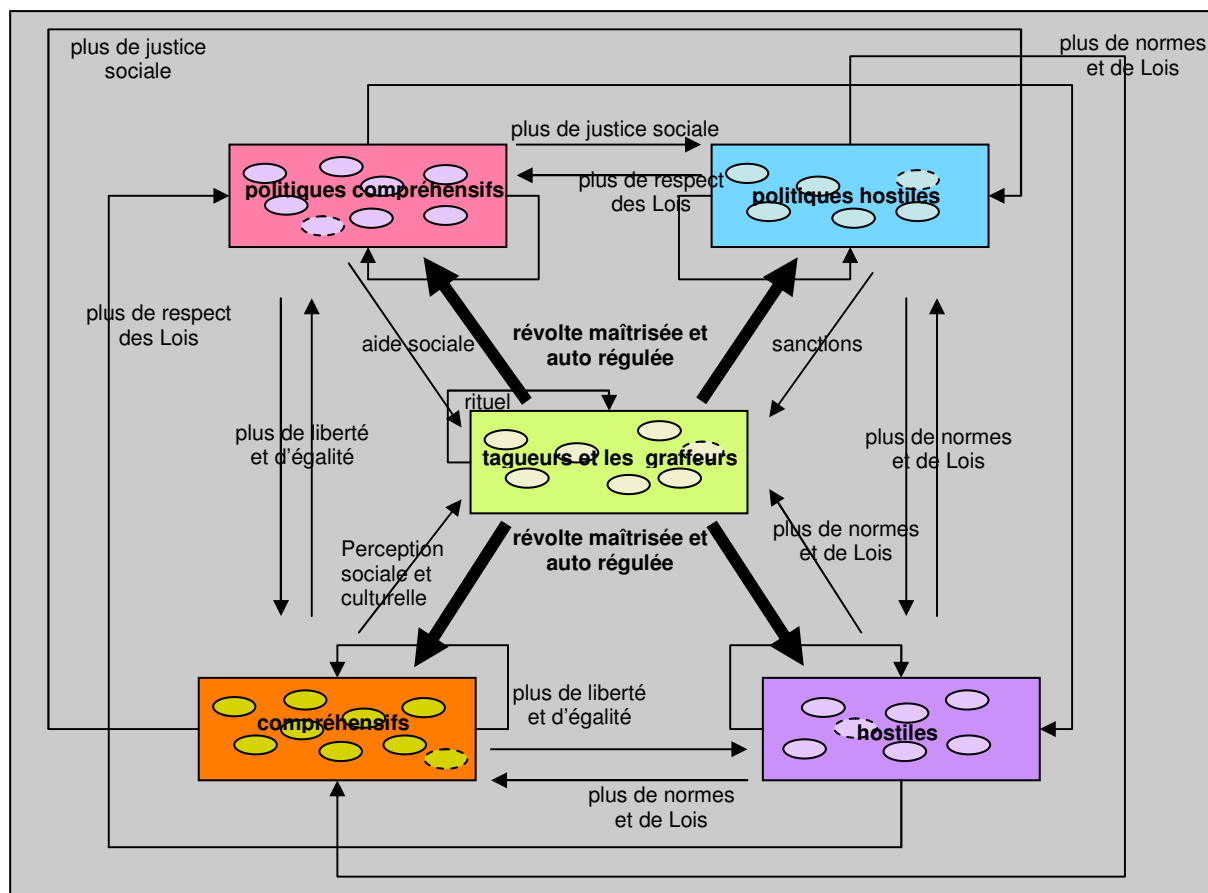 plus de justice
sociale
plus de normes
et de Lois
plus de justice sociale
politiques compréhensifs
plus de respect
des Lois
politiques hostiles
plus de respect
des Lois
aide sociale
révolte maîtrisée et
auto régulée
sanctions
rituel
plus de liberté
et d'égalité
tagueurs et les graffeurs
plus de normes
et de Lois
Perception
sociale et
culturelle
révolte maîtrisée et
auto régulée
plus de normes
et de Lois
compréhensifs
plus de liberté
et d'égalité
hostiles
plus de normes
et de Lois